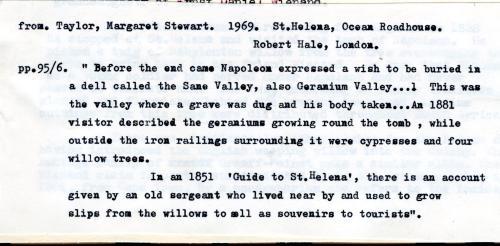 from. Taylor, Margaret Stewart. 1969. St.Helena, Ocean Roadhouse.
Robert Hale, London.
pp.95/6. " Before the end came Napoleon expressed a wish to be buried in
a dell called the Sane Valley, also Geranium Valley...1 This was
the valley where a grave was dug and his body taken...An 1881
visitor described the geraniums growing round the tomb , while
outside the iron railings surrounding it were cypresses and four
willow trees.
In an 1851 'Guide to St.Helena', there is an account
given by an old sergeant who lived near by and used to grow
slips from the willows to sell as souvenirs to tourists".